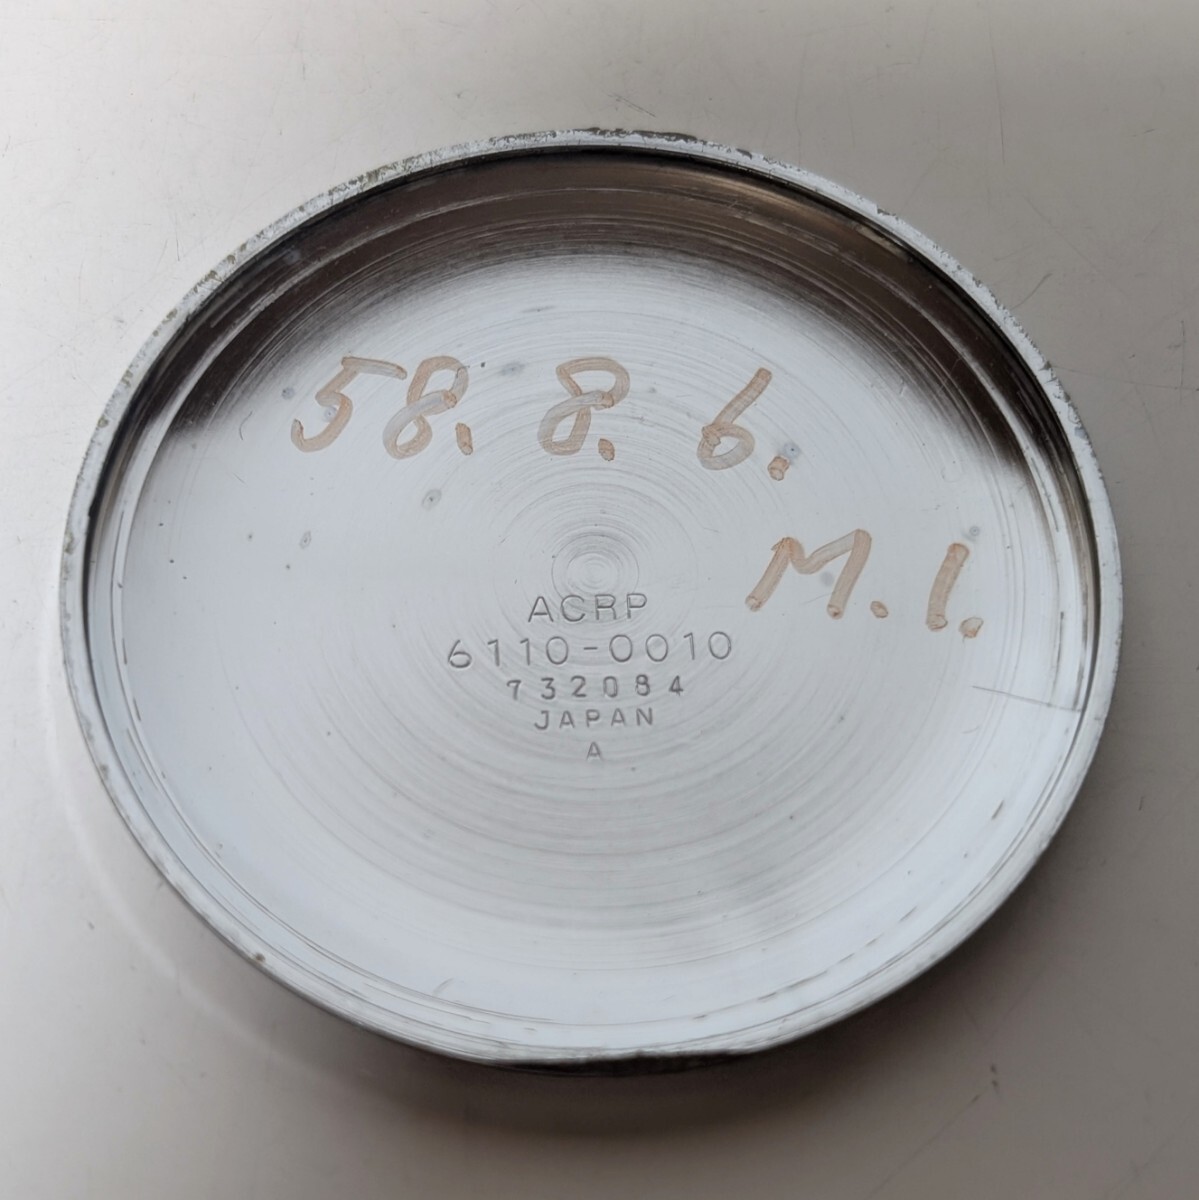 58. 8. 6.
M. I.
ACRP
6110-0010
732084
JAPAN
A